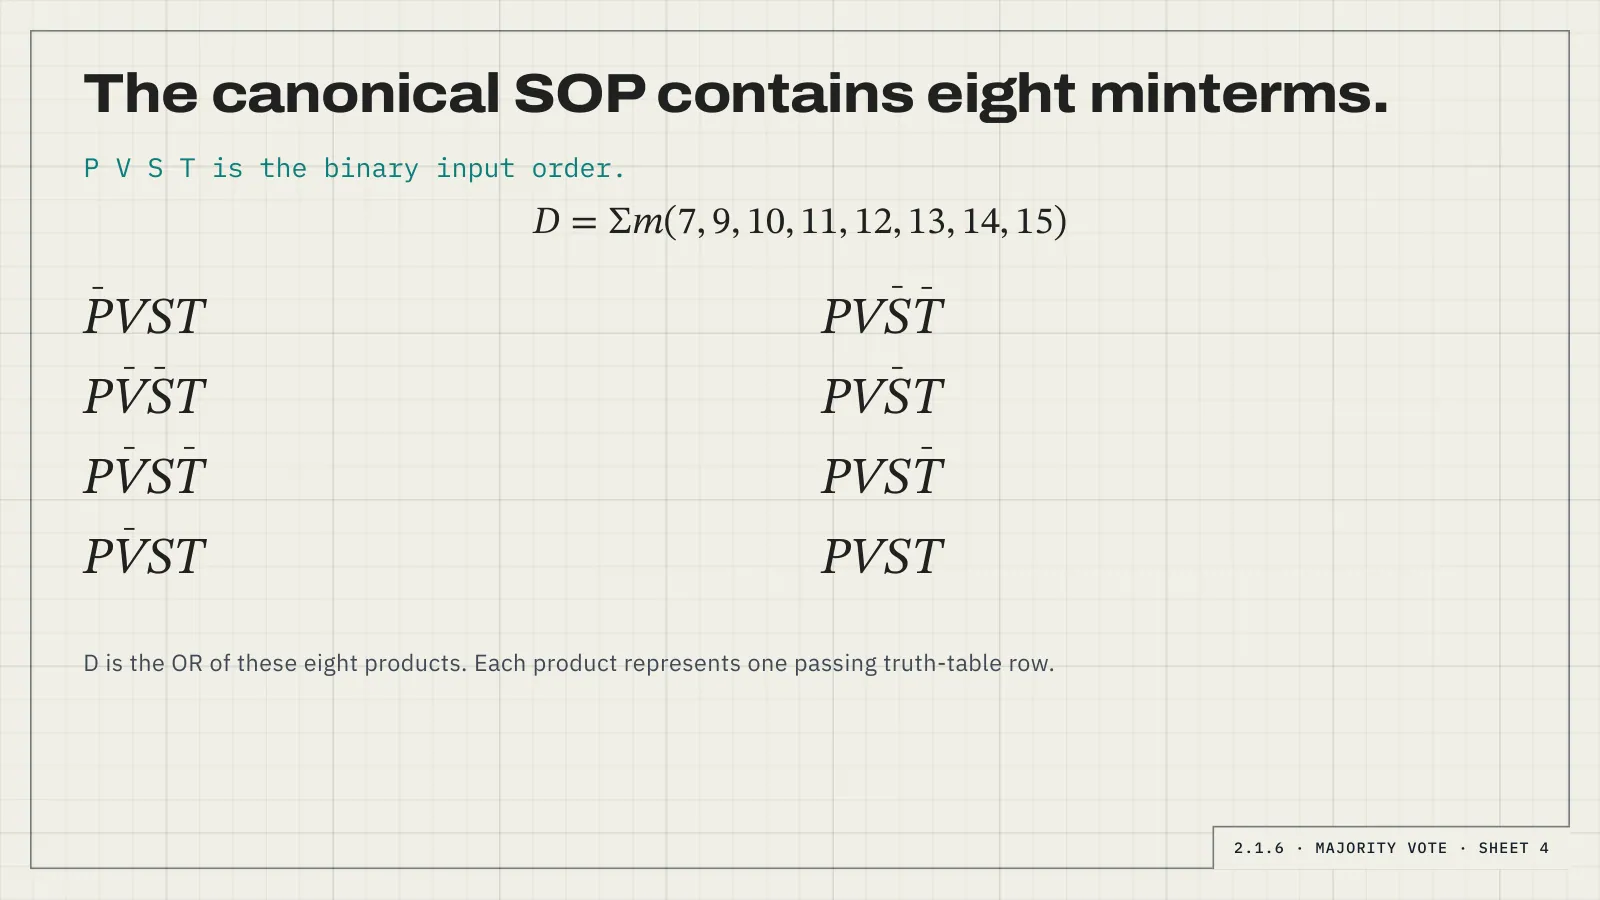 The canonical SOP contains eight minterms.
P V S T is the binary input order.
D = Σm(7, 9, 10, 11, 12, 13, 14, 15)
P̄VST
PV̄S̄T
PV̄ST̄
PV̄ST
PVS̄T̄
PVS̄T
PVST̄
PVST
D is the OR of these eight products. Each product represents one passing truth-table row.
2.1.6 · MAJORITY VOTE · SHEET 4